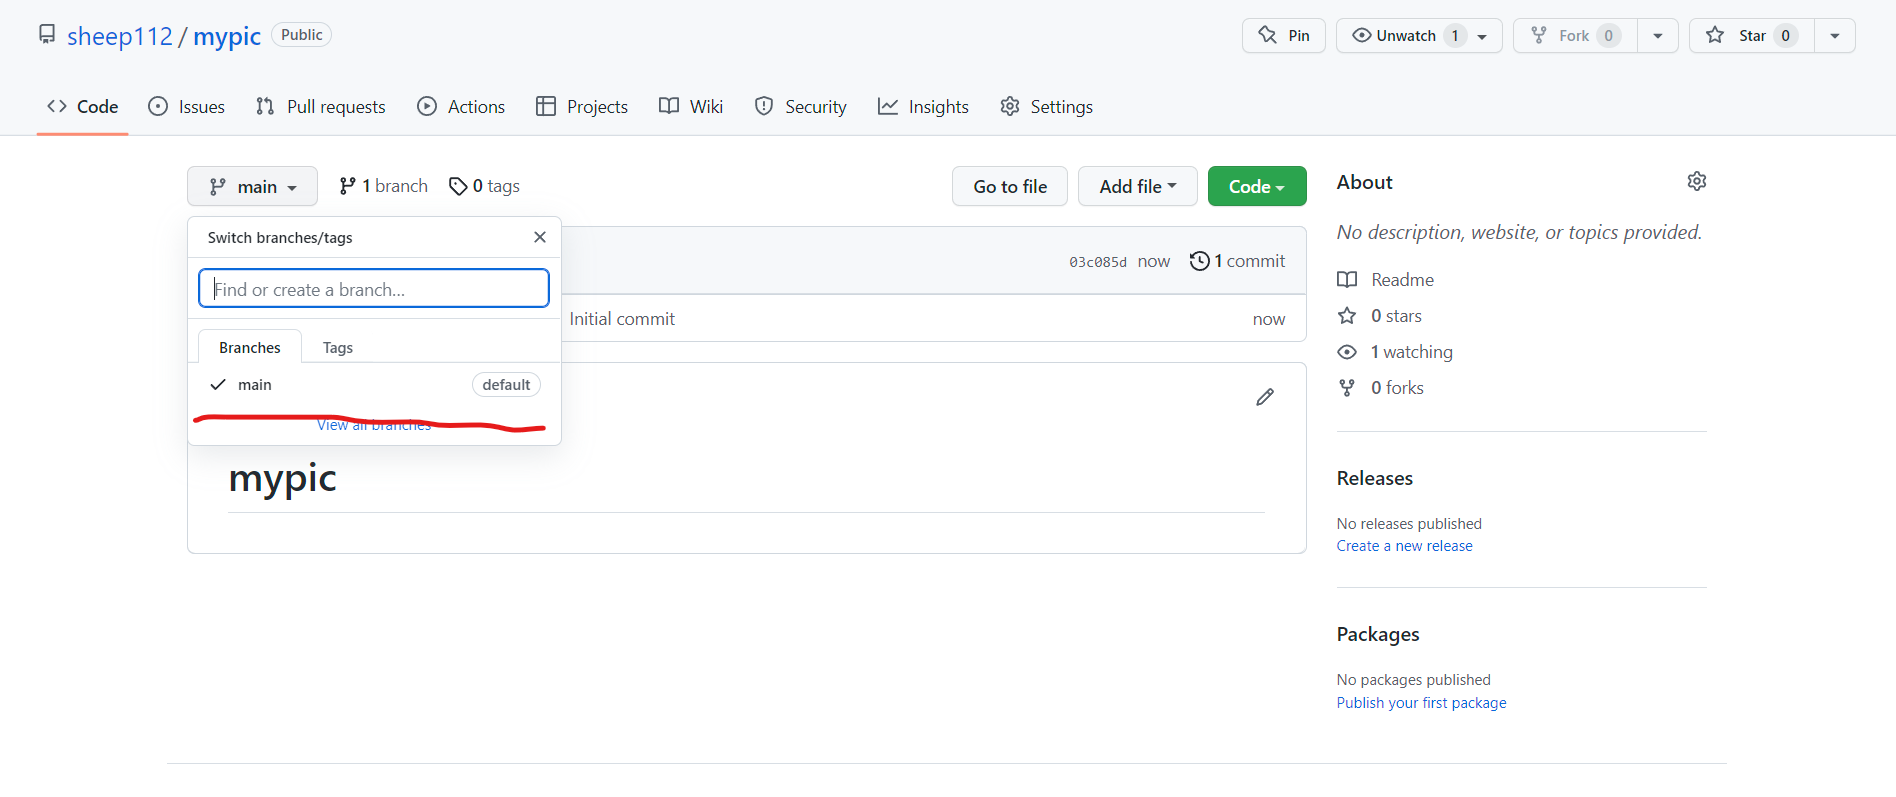 sheep112 / mypic Public
Pin Unwatch 1 Fork 0 Star 0
Code Issues Pull requests Actions Projects Wiki Security Insights Settings
main 1 branch 0 tags Go to file Add file Code
Switch branches/tags
Find or create a branch...
Branches Tags
main default
View all branches
03c085d now 1 commit
Initial commit now
mypic
About
No description, website, or topics provided.
Readme
0 stars
1 watching
0 forks
Releases
No releases published
Create a new release
Packages
No packages published
Publish your first package